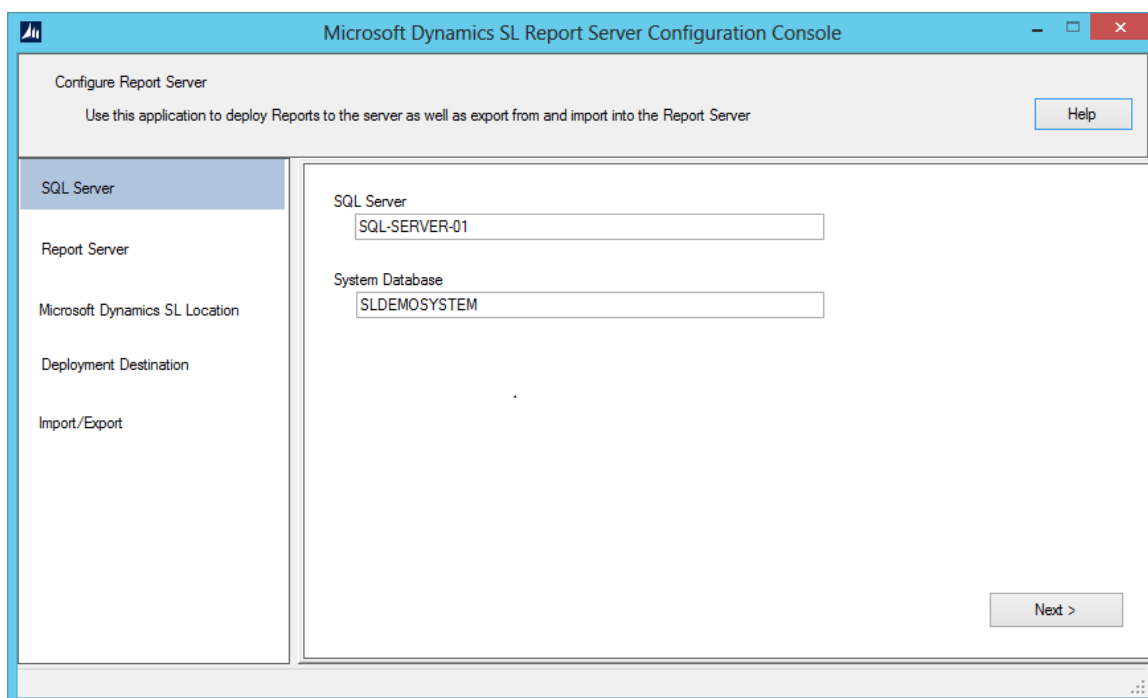 Microsoft Dynamics SL Report Server Configuration Console
Configure Report Server
Use this application to deploy Reports to the server as well as export from and import into the Report Server
Help
SQL Server
Report Server
Microsoft Dynamics SL Location
Deployment Destination
Import/Export
SQL Server
SQL-SERVER-01
System Database
SLDEMOSYSTEM
Next >